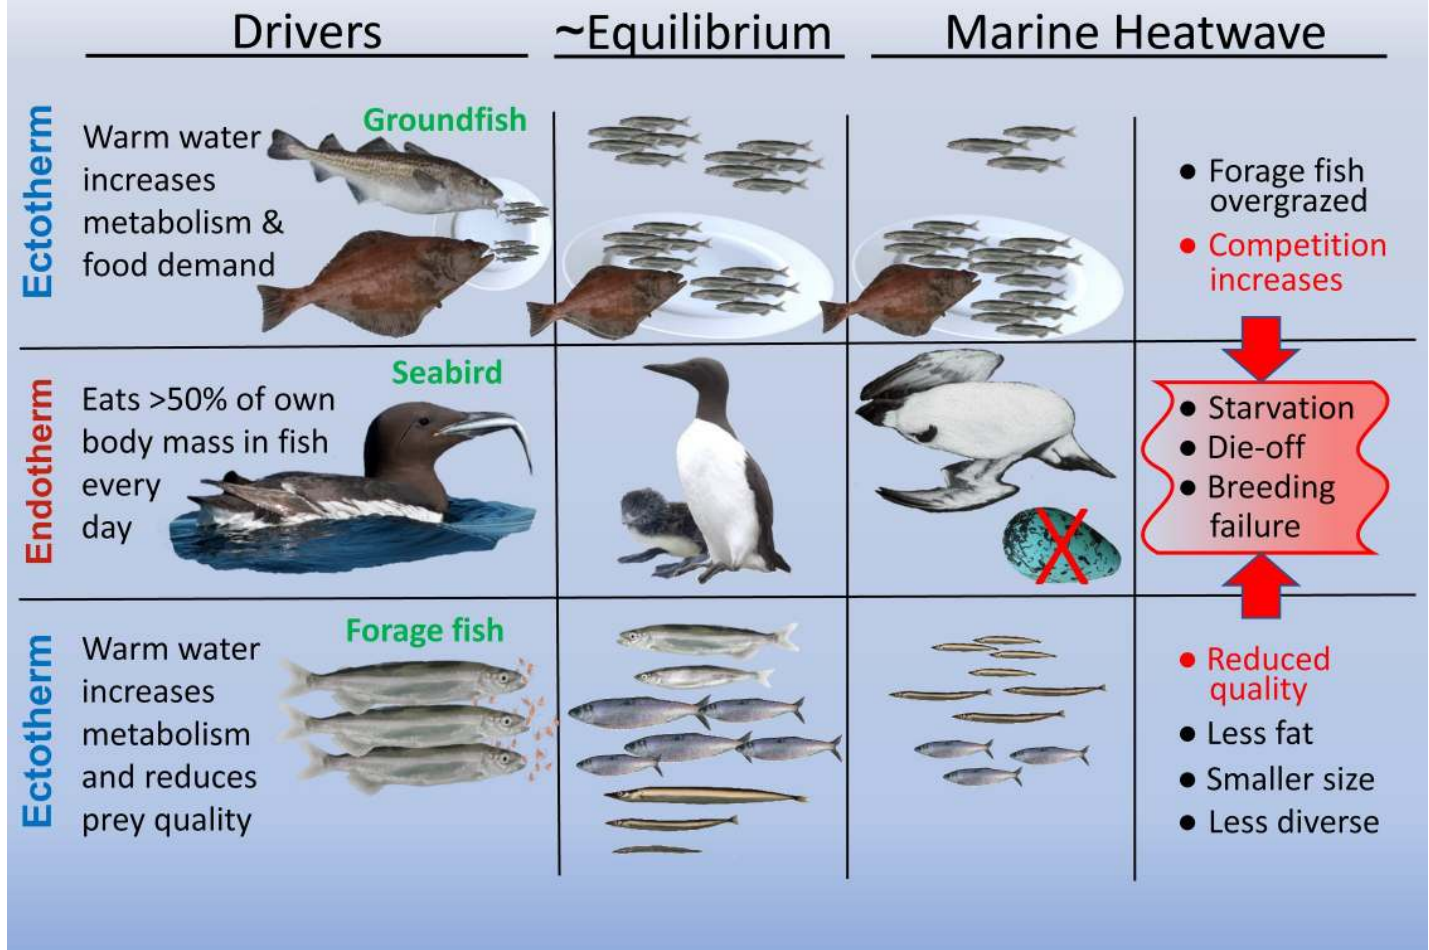 Drivers
~Equilibrium
Marine Heatwave
Ectotherm
Warm water
increases
metabolism &
food demand
Groundfish
● Forage fish
overgrazed
● Competition
increases
Endotherm
Eats >50% of own
body mass in fish
every
day
Seabird
● Starvation
● Die-off
● Breeding
failure
Ectotherm
Warm water
increases
metabolism
and reduces
prey quality
Forage fish
● Reduced
quality
● Less fat
● Smaller size
● Less diverse